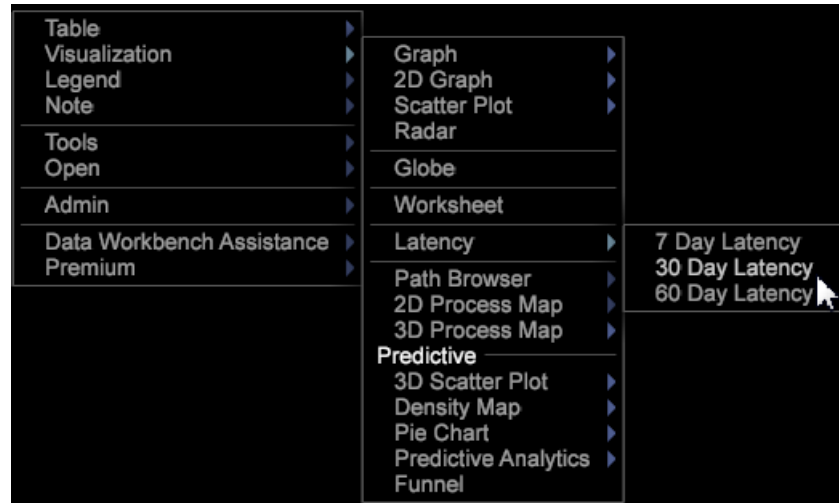 Table
Visualization
Legend
Note
Tools
Open
Admin
Data Workbench Assistance
Premium
Graph
2D Graph
Scatter Plot
Radar
Globe
Worksheet
Latency
Path Browser
2D Process Map
3D Process Map
Predictive
3D Scatter Plot
Density Map
Pie Chart
Predictive Analytics
Funnel
7 Day Latency
30 Day Latency
60 Day Latency